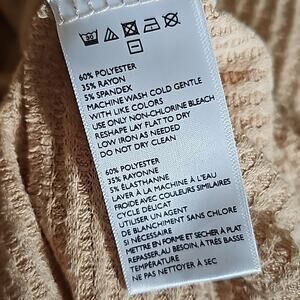 30
60% POLYESTER
35% RAYON
5% SPANDEX
MACHINE WASH COLD GENTLE
WITH LIKE COLORS
USE ONLY NON-CHLORINE BLEACH
RESHAPE LAY FLAT TO DRY
LOW IRON AS NEEDED
DO NOT DRY CLEAN
60% POLYESTER
35% RAYONNE
5% ÉLASTHANNE
LAVER À LA MACHINE À L'EAU
FROIDE AVEC COULEURS SIMILAIRES
CYCLE DÉLICAT
UTILISER UN AGENT
DE BLANCHIMENT SANS CHLORE
SI NÉCESSAIRE
METTRE EN FORME ET SÉCHER À PLAT
REPASSER AU BESOIN, À TRÈS BASSE
TEMPÉRATURE
NE PAS NETTOYER À SEC